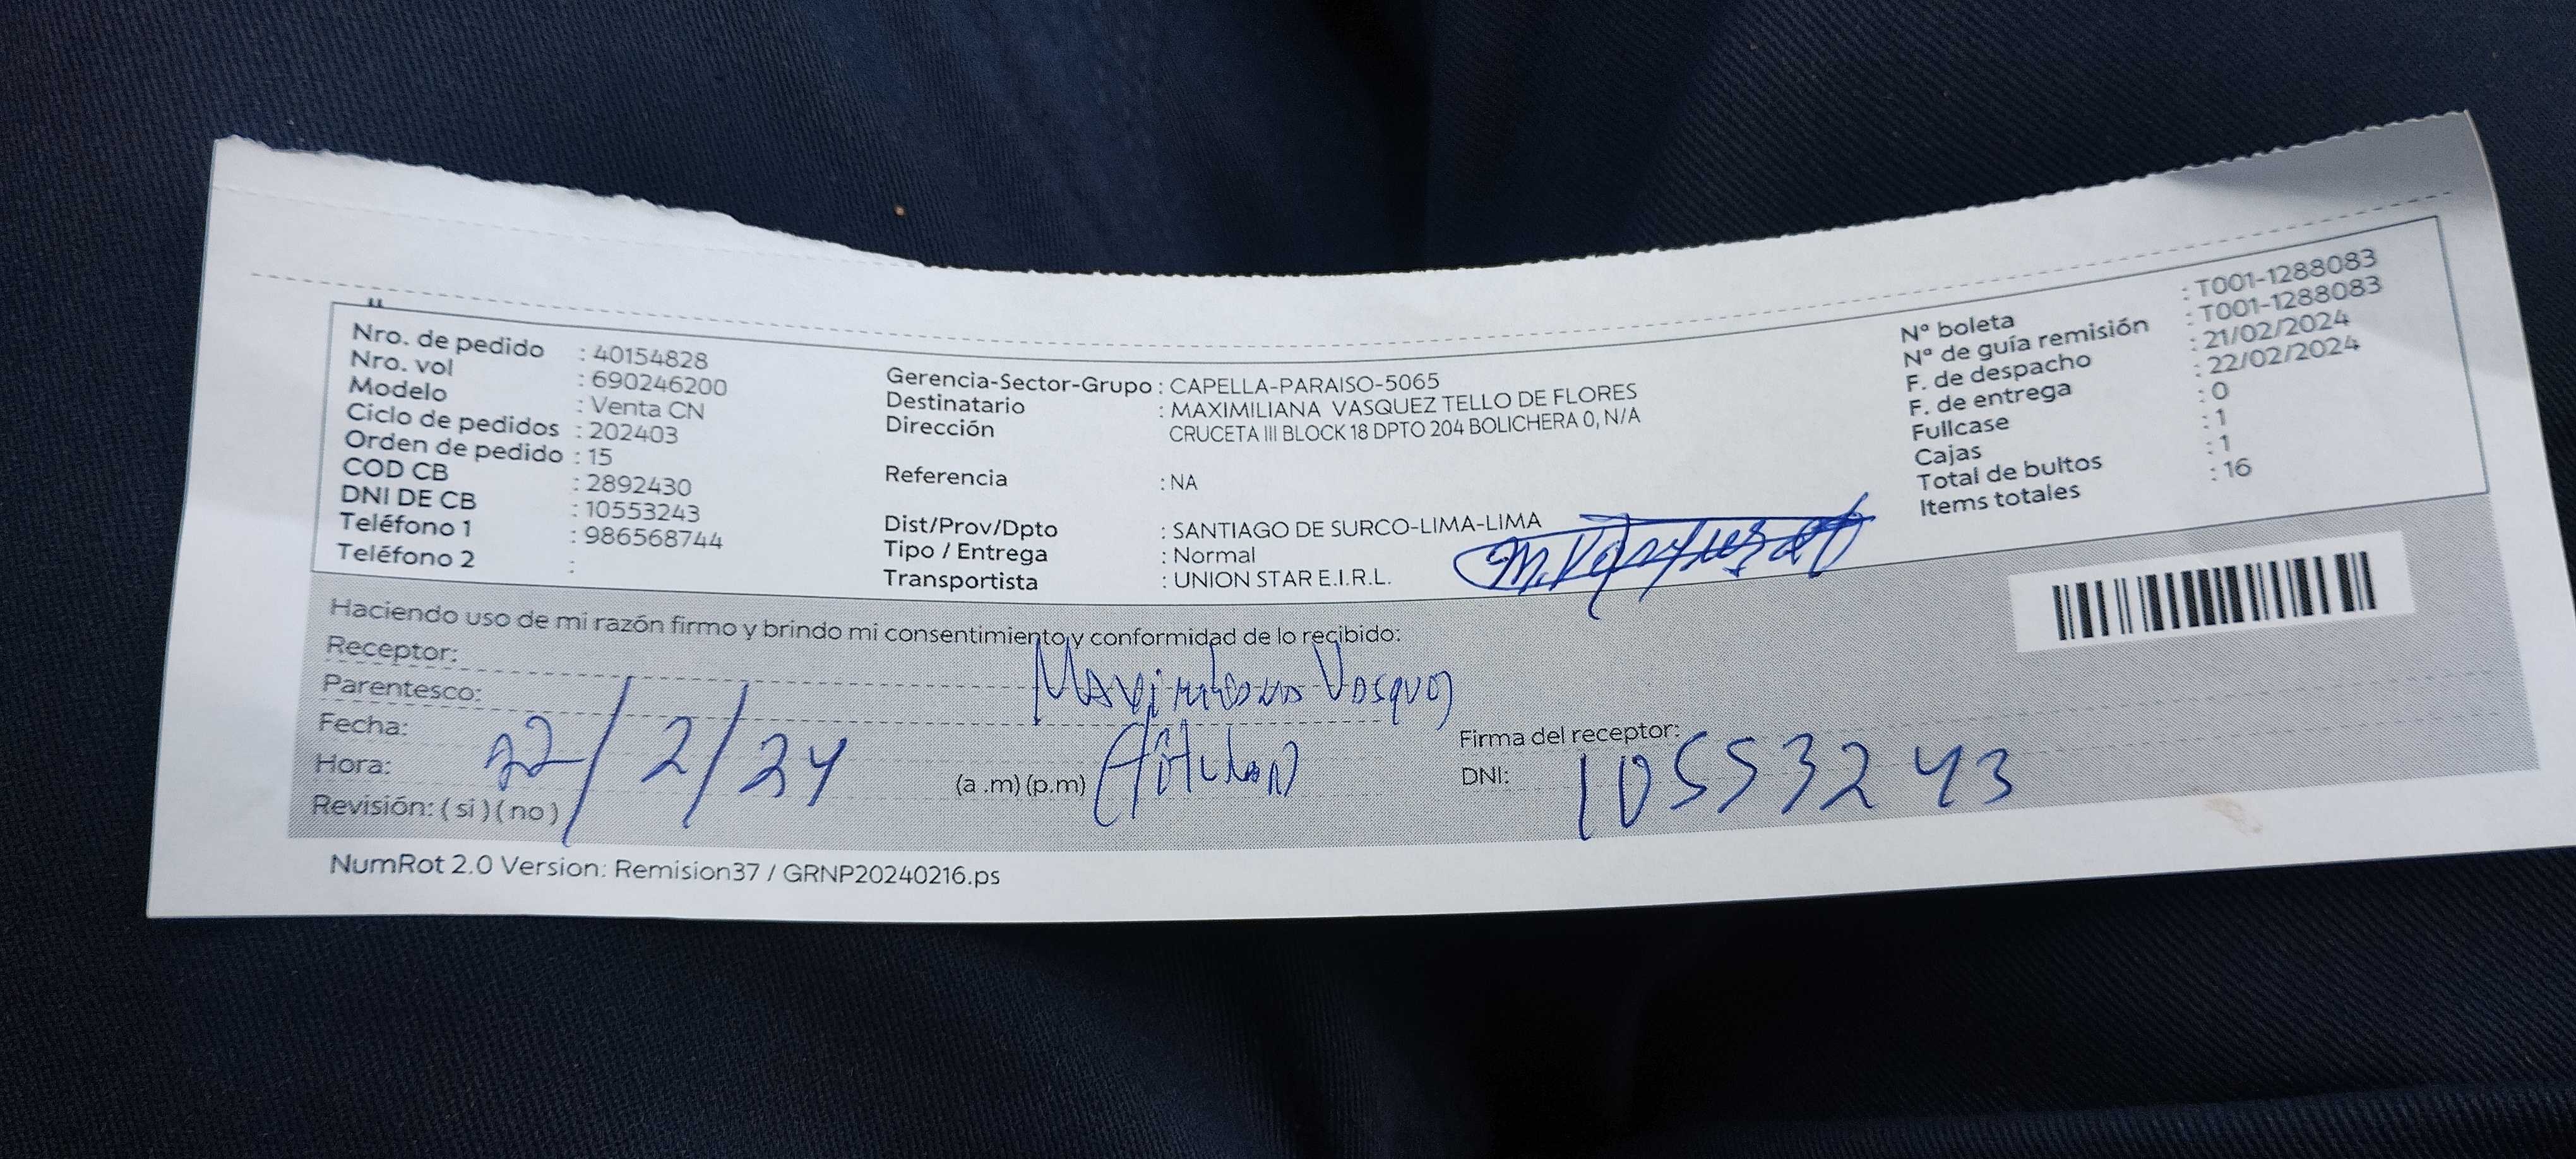 Nro. de pedido : 40154828
Nro. vol : 690246200
Modelo : Venta CN
Ciclo de pedidos : 202403
Orden de pedido : 15
COD CB : 2892430
DNI DE CB : 10553243
Teléfono 1 : 986568744
Teléfono 2 :
Gerencia-Sector-Grupo : CAPELLA-PARAISO-5065
Destinatario : MAXIMILIANA VASQUEZ TELLO DE FLORES
Dirección CRUCETA III BLOCK 18 DPTO 204 BOLICHERA 0, N/A
Referencia : NA
Dist/Prov/Dpto : SANTIAGO DE SURCO-LIMA-LIMA
Tipo / Entrega : Normal
Transportista : UNION STAR E.I.R.L.
N° boleta : T001-1288083
N° de guía remisión : T001-1288083
F. de despacho : 21/02/2024
F. de entrega : 22/02/2024
Fullcase : 0
Cajas : 1
Total de bultos : 1
Items totales : 16
Haciendo uso de mi razón firmo y brindo mi consentimiento y conformidad de lo recibido:
Receptor:
Parentesco:
Fecha: 22/2/24
Hora: (a .m) (p.m)
Revisión: ( si ) ( no )
Firma del receptor:
DNI: 10553243
NumRot 2.0 Version: Remision37 / GRNP20240216.ps